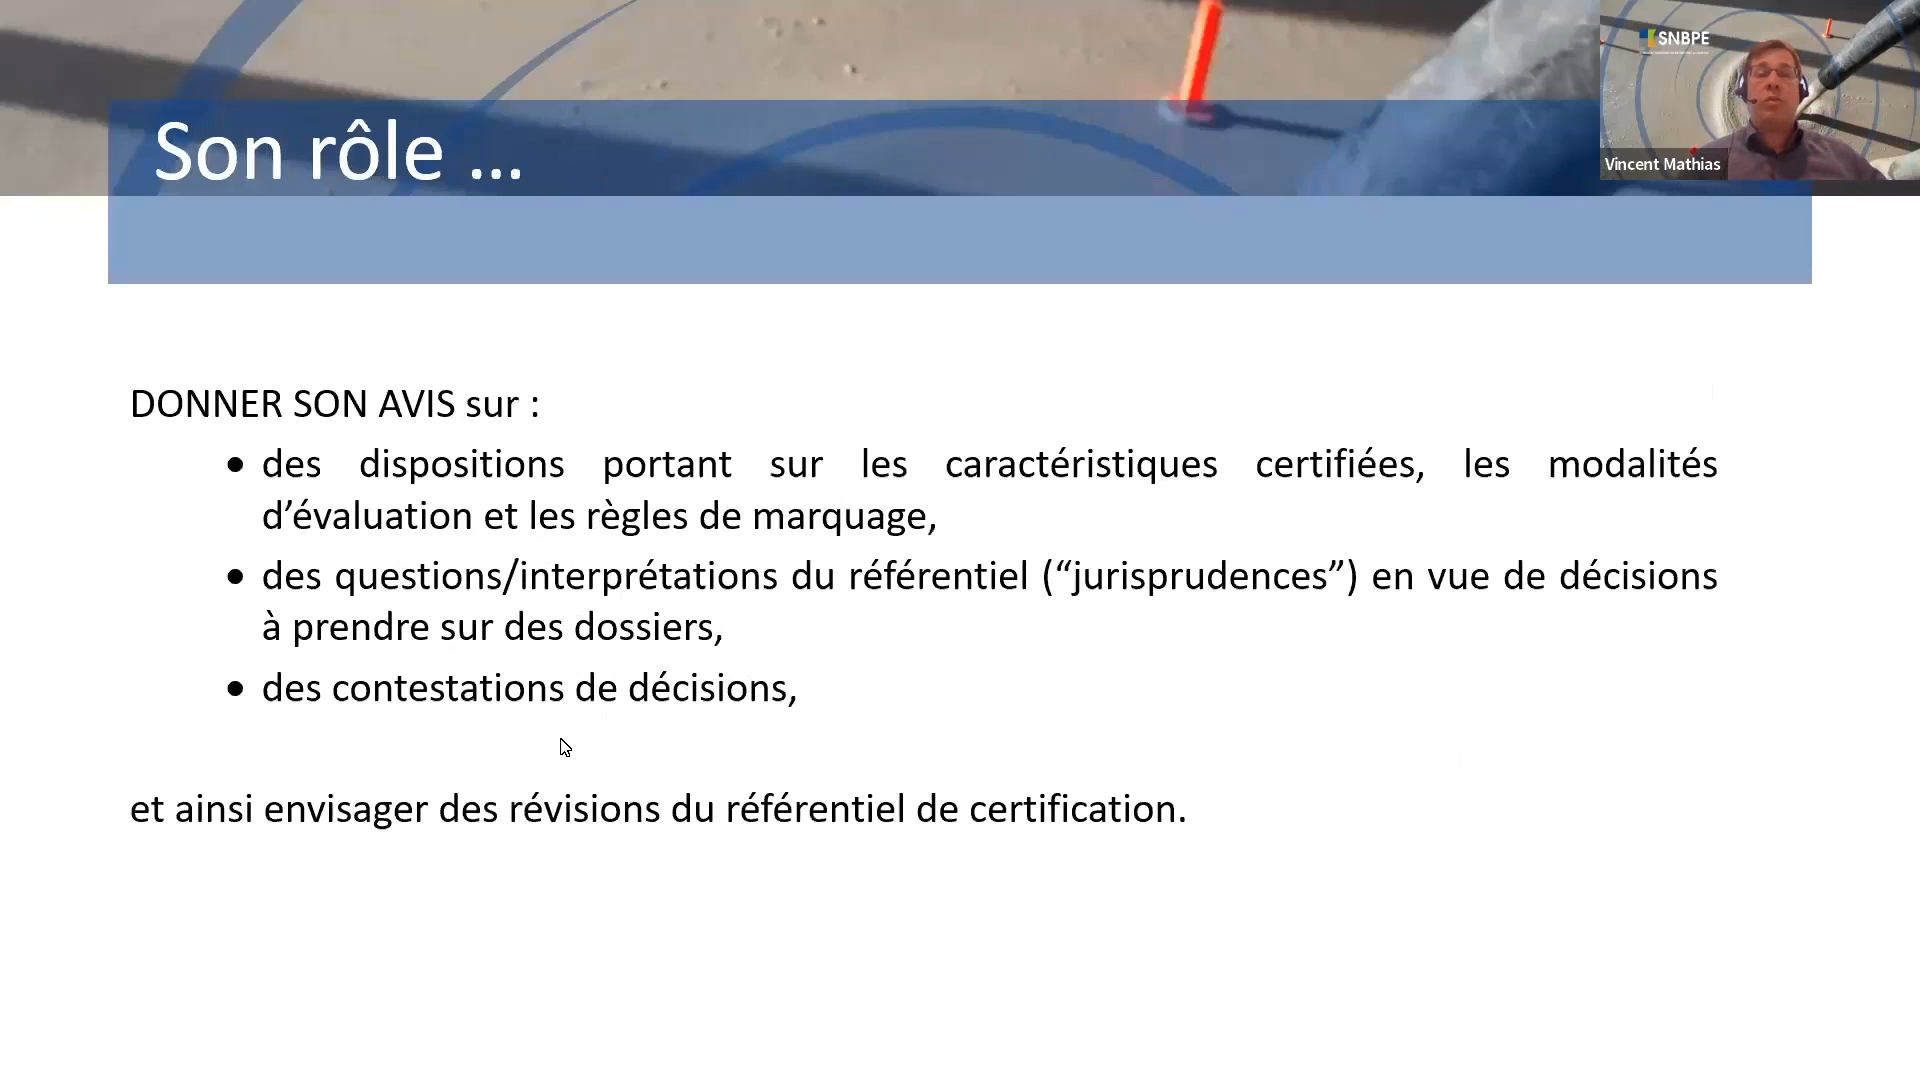 Son rôle ...
SNBPE
Vincent Mathias
DONNER SON AVIS sur :
• des dispositions portant sur les caractéristiques certifiées, les modalités
d’évaluation et les règles de marquage,
• des questions/interprétations du référentiel (“jurisprudences”) en vue de décisions
à prendre sur des dossiers,
• des contestations de décisions,
et ainsi envisager des révisions du référentiel de certification.